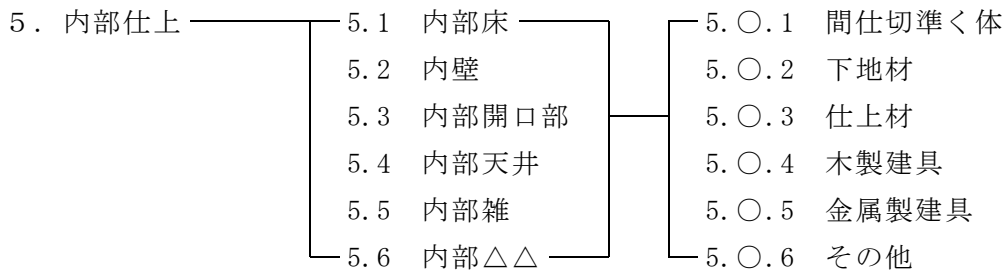 5．内部仕上 5.1 内部床 5.○.1 間仕切準く体
5.2 内壁 5.○.2 下地材
5.3 内部開口部 5.○.3 仕上材
5.4 内部天井 5.○.4 木製建具
5.5 内部雑 5.○.5 金属製建具
5.6 内部△△ 5.○.6 その他